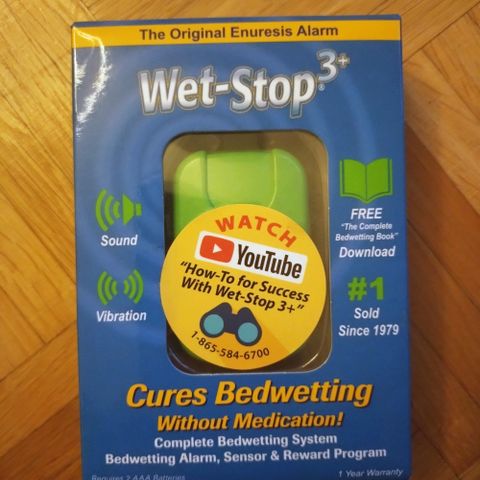 The Original Enuresis Alarm
Wet-Stop3+
Sound
FREE
"The Complete
Bedwetting Book"
Download
WATCH
YouTube
"How-To for Success
With Wet-Stop 3+"
1-865-584-6700
Vibration
#1
Sold
Since 1979
Cures Bedwetting
Without Medication!
Complete Bedwetting System
Bedwetting Alarm, Sensor & Reward Program
Requires 2 AAA Batteries
1 Year Warranty